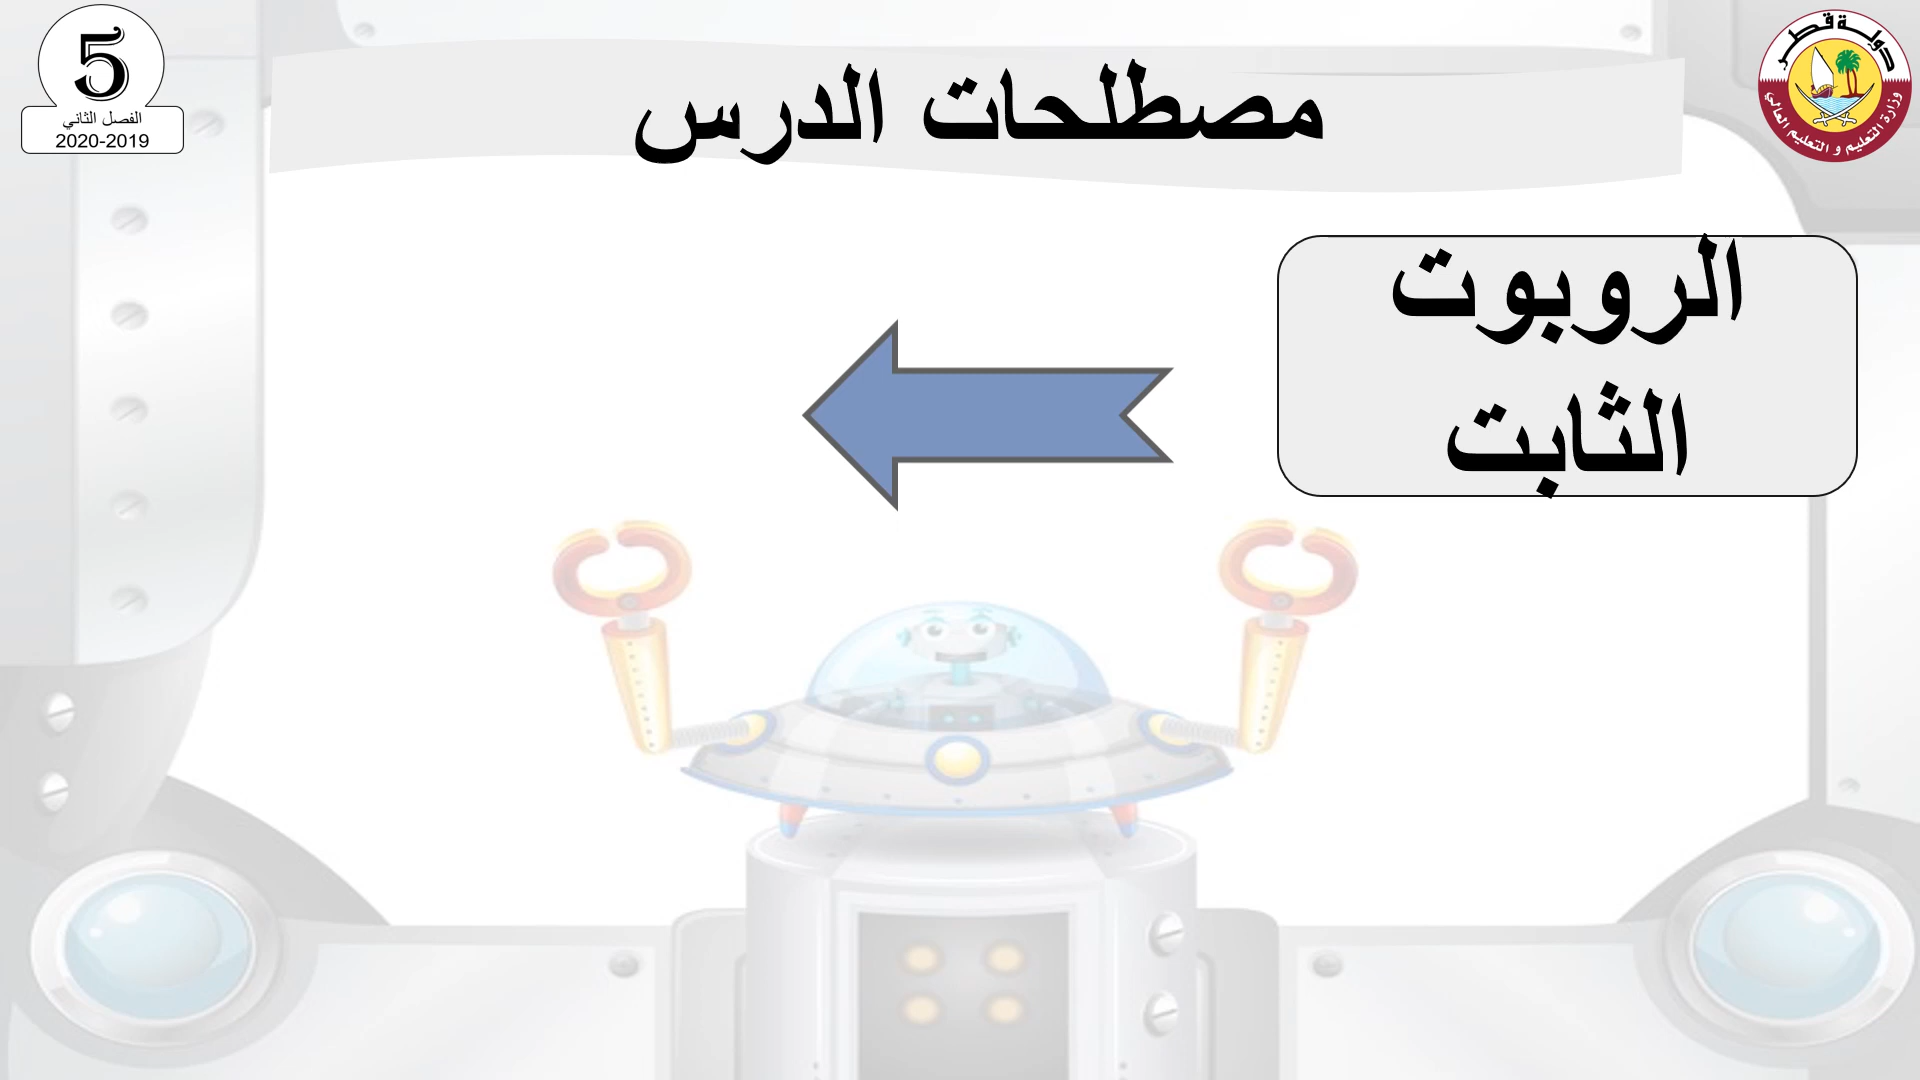 دولة قطر
وزارة التعليم و التعليم العالي
5
الفصل الثاني
2020-2019
مصطلحات الدرس
الروبوت
الثابت